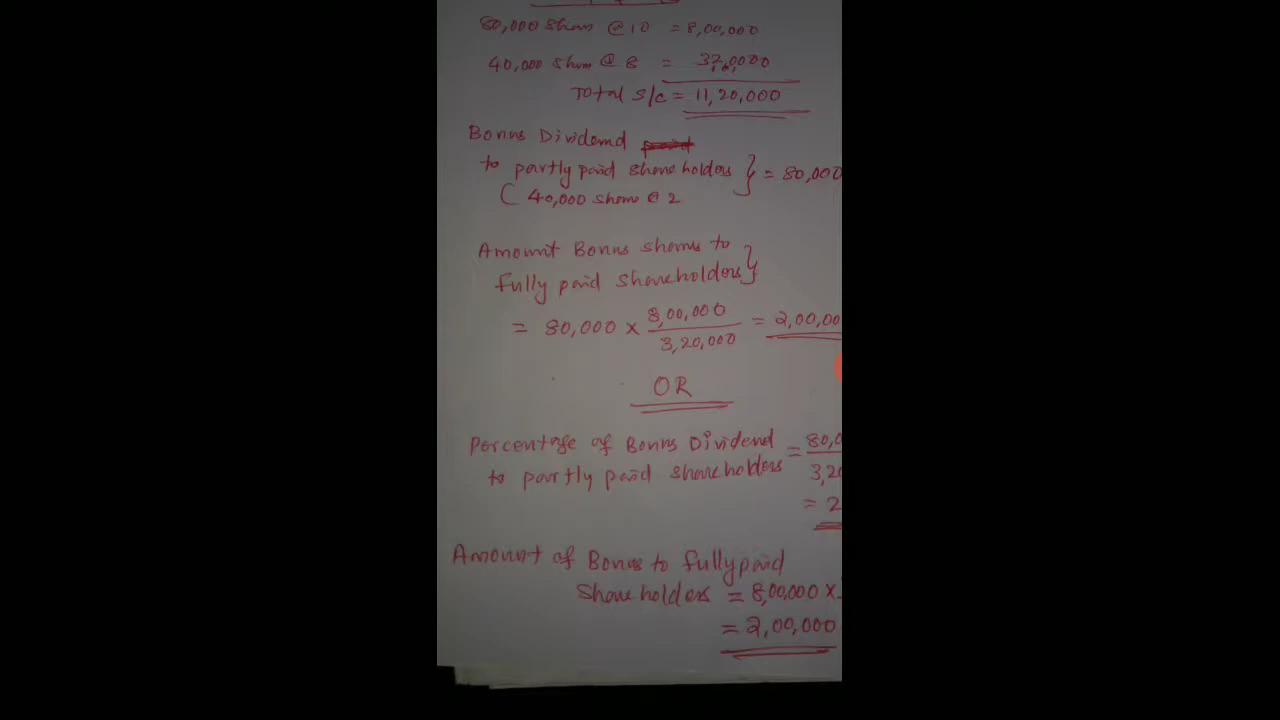 80,000 Shares @ 10 = 8,00,000
40,000 Shares @ 8 = 3,20,000
Total S/C = 11,20,000
Bonus Dividend
to partly paid shareholders } = 80,000
( 40,000 Shares @ 2
Amount Bonus shares to
fully paid shareholders }
= 80,000 × 8,00,000 / 3,20,000 = 2,00,00
OR
Percentage of Bonus Dividend
to partly paid shareholders = 80,0 / 3,20
= 2
Amount of Bonus to fully paid
Shareholders = 8,00,000 ×
= 2,00,000